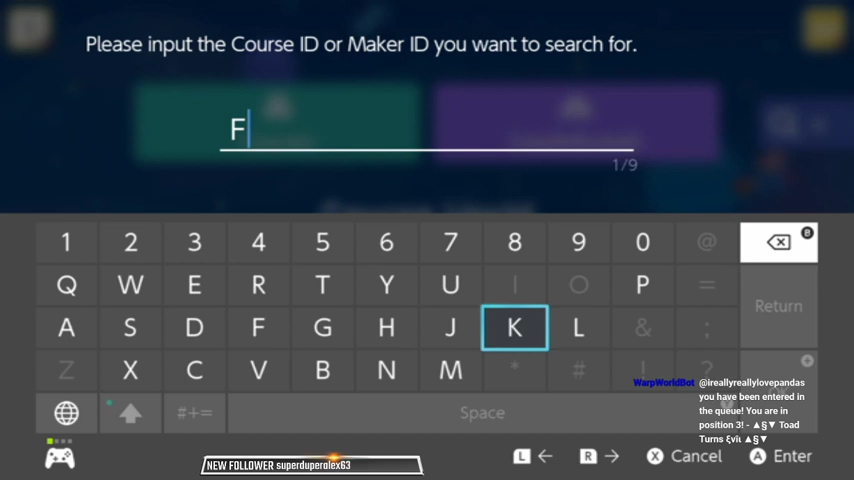 Please input the Course ID or Maker ID you want to search for.
F
1/9
1 2 3 4 5 6 7 8 9 0 @
Q W E R T Y U I O P =
Return
A S D F G H J K L & ;
Z X C V B N M * # ! ?
#+= Space
WarpWorldBot @ireallyreallylovepandas
you have been entered in
the queue! You are in
position 3! - ▲§▼ Toad
Turns ξvïι ▲§▼
NEW FOLLOWER superduperalex63
L ← R → X Cancel A Enter